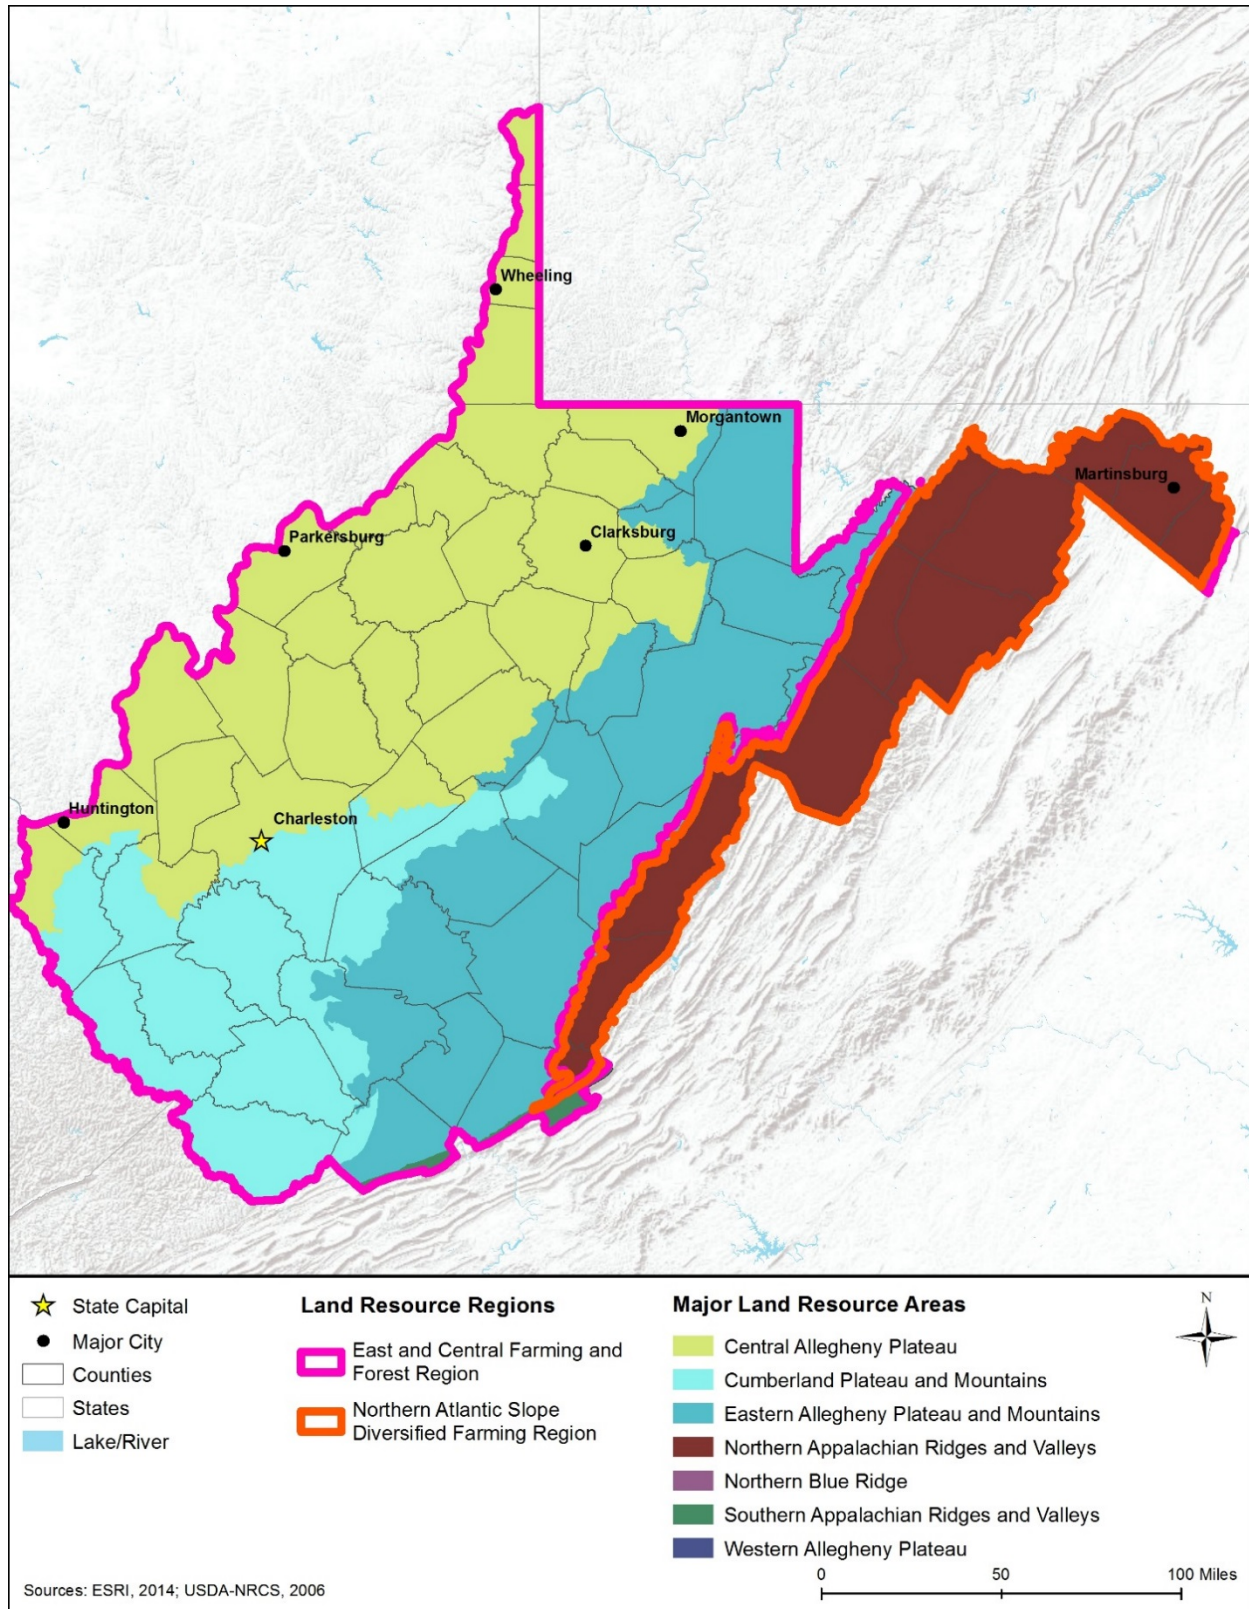 Wheeling
Morgantown
Martinsburg
Clarksburg
Parkersburg
Huntington
Charleston
State Capital
Major City
Counties
States
Lake/River
Land Resource Regions
East and Central Farming and
Forest Region
Northern Atlantic Slope
Diversified Farming Region
Major Land Resource Areas
Central Allegheny Plateau
Cumberland Plateau and Mountains
Eastern Allegheny Plateau and Mountains
Northern Appalachian Ridges and Valleys
Northern Blue Ridge
Southern Appalachian Ridges and Valleys
Western Allegheny Plateau
N
0 50 100 Miles
Sources: ESRI, 2014; USDA-NRCS, 2006